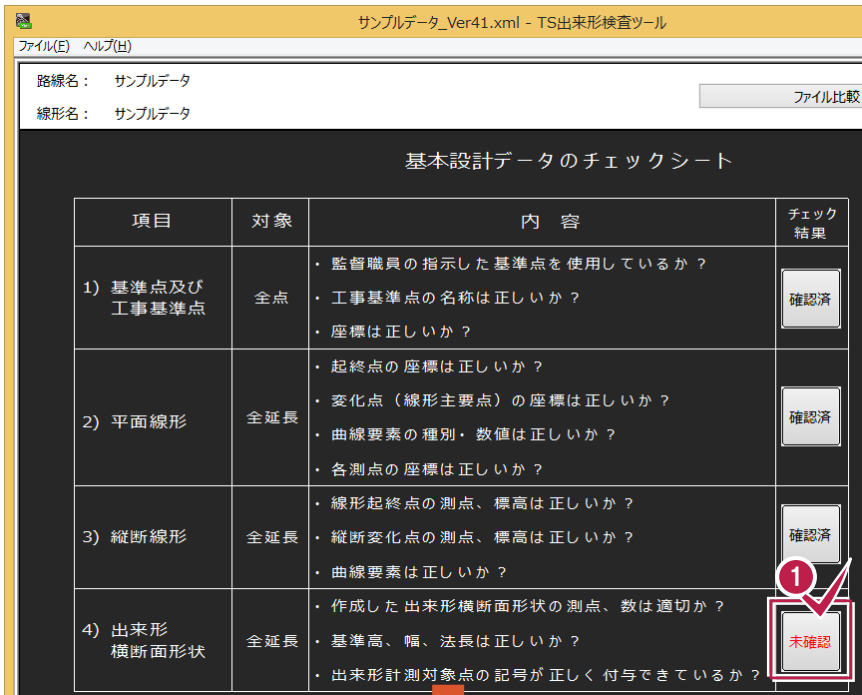 サンプルデータ_Ver41.xml - TS出来形検査ツール
ファイル(F) ヘルプ(H)
路線名： サンプルデータ
ファイル比較
線形名： サンプルデータ
基本設計データのチェックシート
項目 対象 内 容 チェック
結果
1) 基準点及び
工事基準点
全点
・ 監督職員の指示した基準点を使用しているか？
・ 工事基準点の名称は正しいか？
・ 座標は正しいか？
確認済
2) 平面線形
全延長
・ 起終点の座標は正しいか？
・ 変化点（線形主要点）の座標は正しいか？
・ 曲線要素の種別・数値は正しいか？
・ 各測点の座標は正しいか？
確認済
3) 縦断線形
全延長
・ 線形起終点の測点、標高は正しいか？
・ 縦断変化点の測点、標高は正しいか？
・ 曲線要素は正しいか？
確認済
1
4) 出来形
横断面形状
全延長
・ 作成した出来形横断面形状の測点、数は適切か？
・ 基準高、幅、法長は正しいか？
・ 出来形計測対象点の記号が正しく付与できているか？
未確認